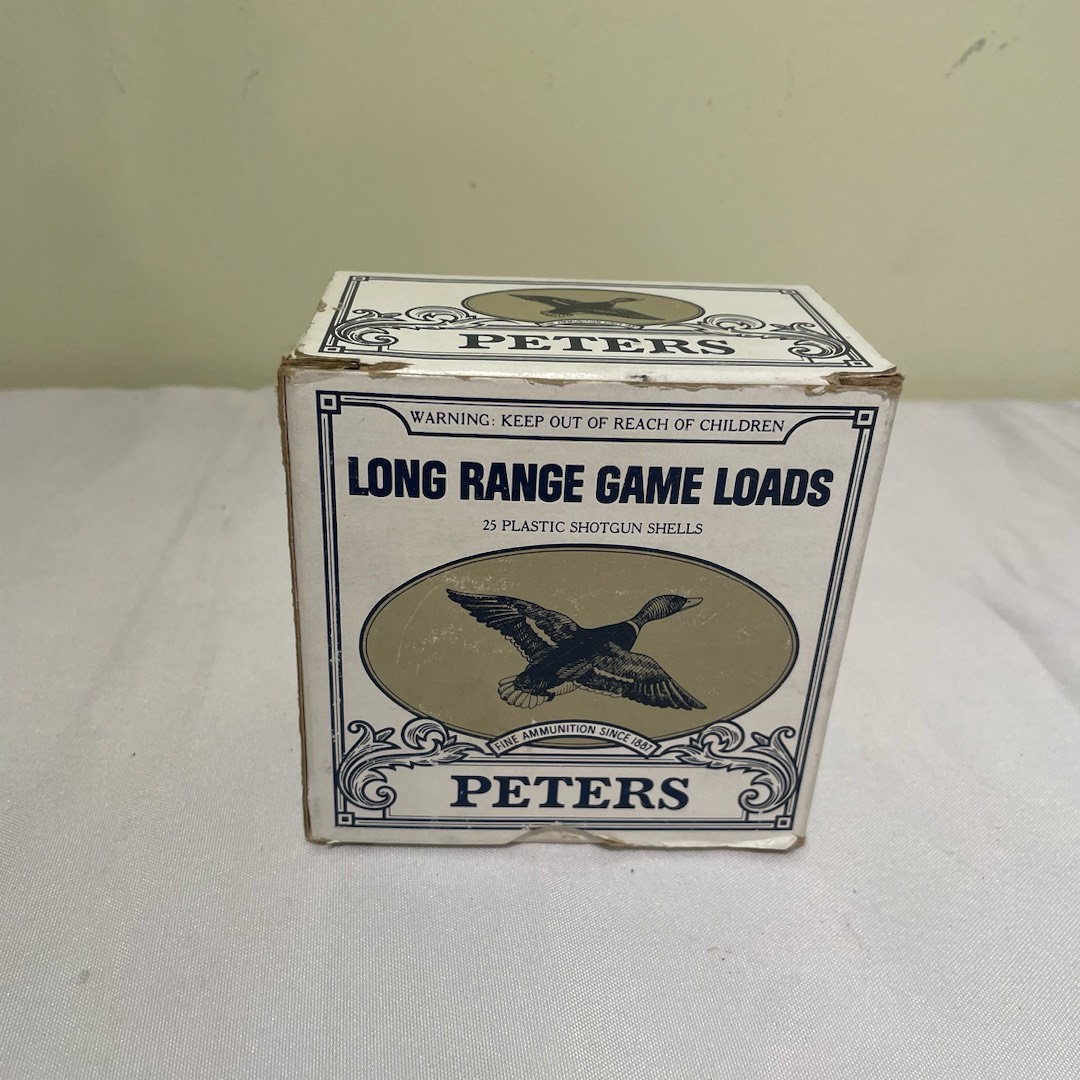 PETERS
WARNING: KEEP OUT OF REACH OF CHILDREN
LONG RANGE GAME LOADS
25 PLASTIC SHOTGUN SHELLS
FINE AMMUNITION SINCE 1887
PETERS